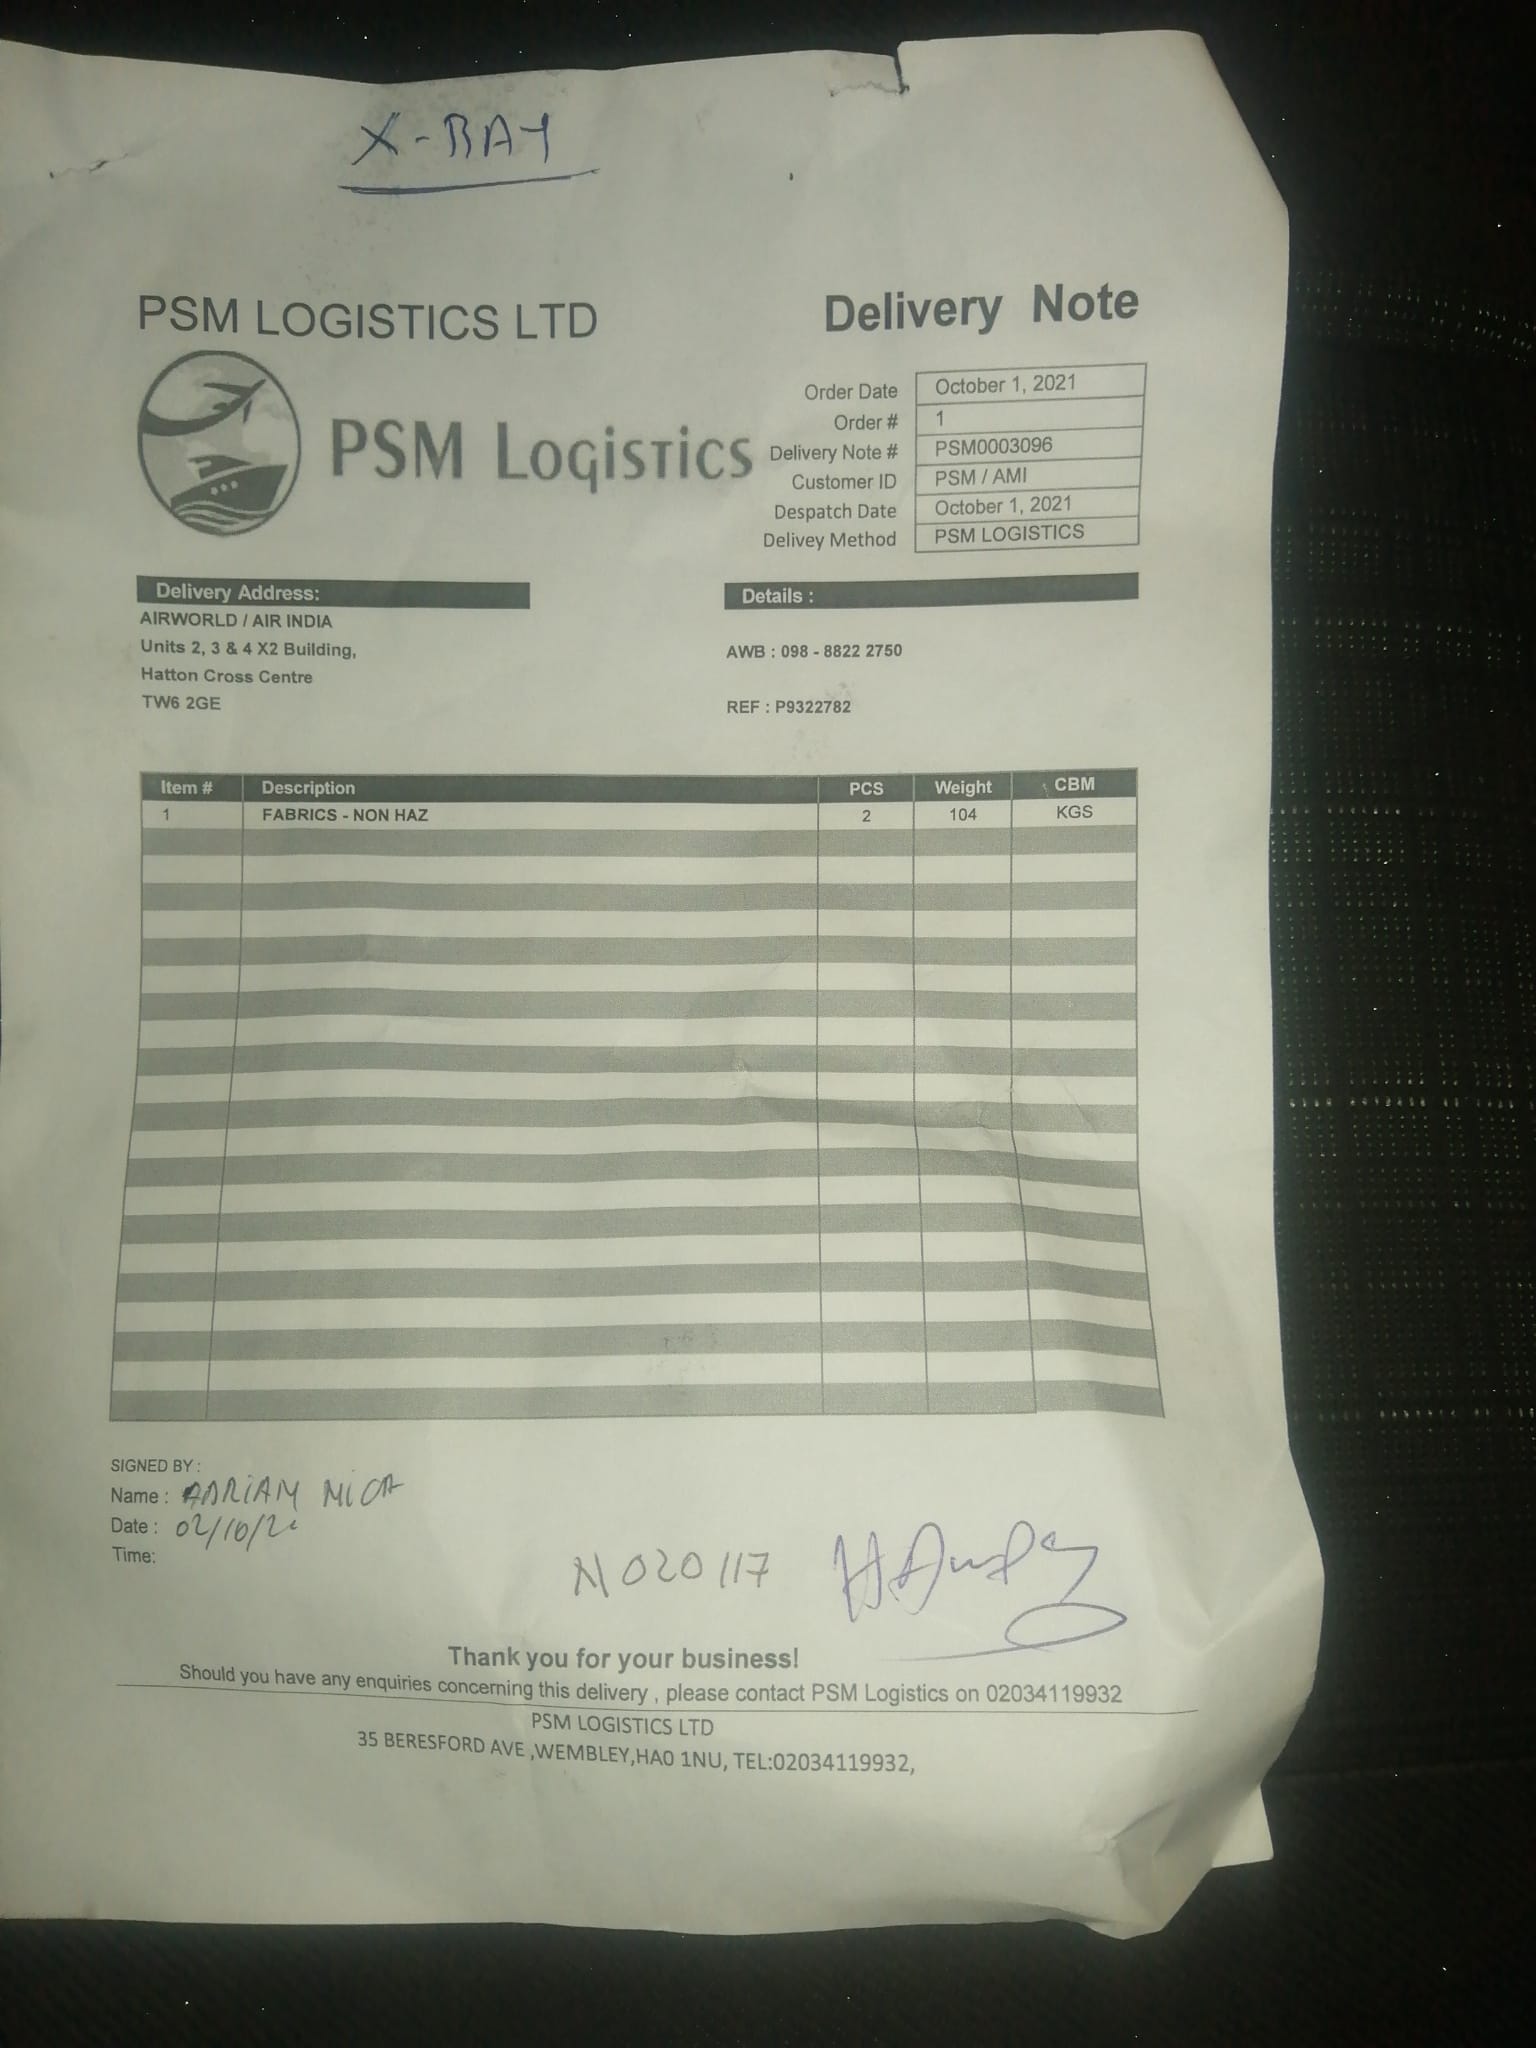 X-RAY
PSM LOGISTICS LTD
Delivery Note
PSM Logistics
Order Date October 1, 2021
Order # 1
Delivery Note # PSM0003096
Customer ID PSM / AMI
Despatch Date October 1, 2021
Delivey Method PSM LOGISTICS
Delivery Address:
AIRWORLD / AIR INDIA
Units 2, 3 & 4 X2 Building,
Hatton Cross Centre
TW6 2GE
Details :
AWB : 098 - 8822 2750
REF : P9322782
Item # Description PCS Weight CBM
1 FABRICS - NON HAZ 2 104 KGS
SIGNED BY :
Name : ADRIAN MICA
Date : 02/10/2
Time:
N020117
Thank you for your business!
Should you have any enquiries concerning this delivery , please contact PSM Logistics on 02034119932
PSM LOGISTICS LTD
35 BERESFORD AVE ,WEMBLEY,HA0 1NU, TEL:02034119932,